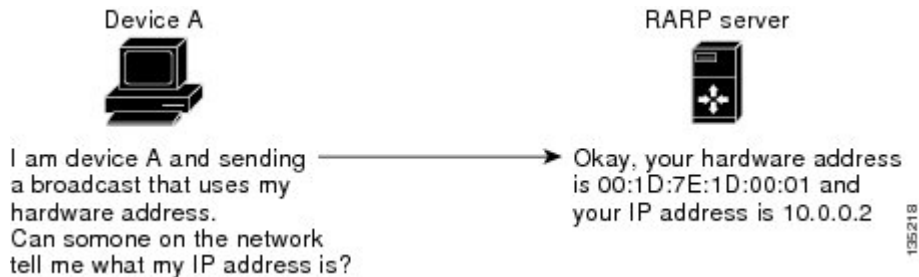 Device A
RARP server
I am device A and sending
a broadcast that uses my
hardware address.
Can somone on the network
tell me what my IP address is?
Okay, your hardware address
is 00:1D:7E:1D:00:01 and
your IP address is 10.0.0.2
135218